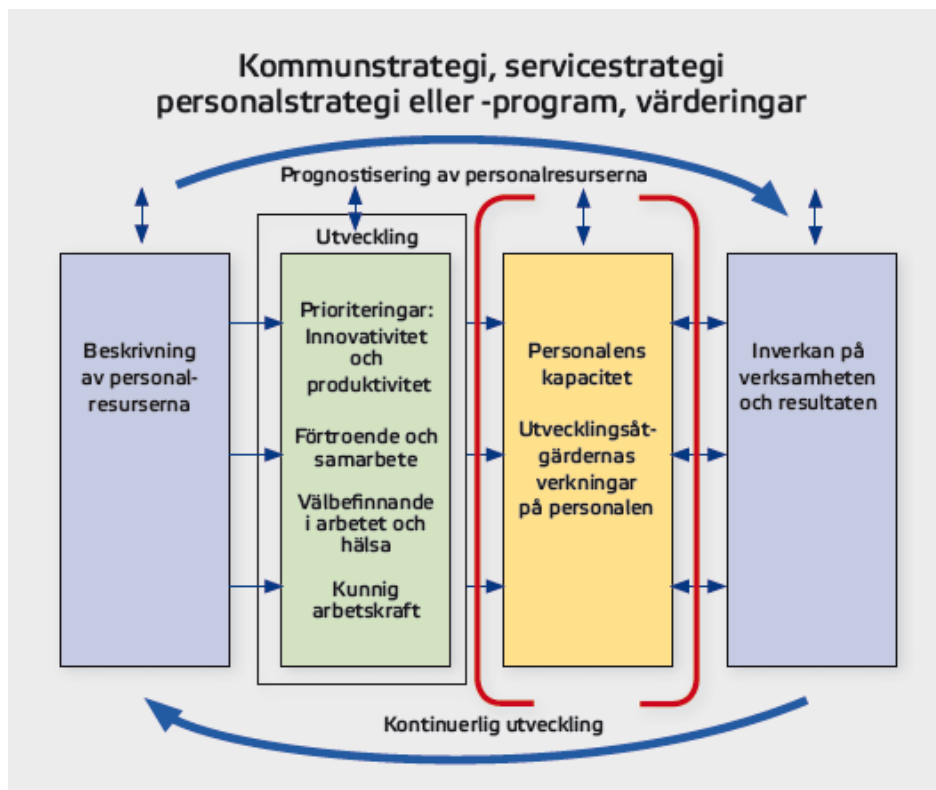 Kommunstrategi, servicestrategi
personalstrategi eller -program, värderingar
Prognostisering av personalresurserna
Beskrivning
av personal-
resurserna
Utveckling
Prioriteringar:
Innovativitet
och
produktivitet
Förtroende och
samarbete
Välbefinnande
i arbetet och
hälsa
Kunnig
arbetskraft
Personalens
kapacitet
Utvecklingsåt-
gärdernas
verkningar
på personalen
Inverkan på
verksamheten
och resultaten
Kontinuerlig utveckling